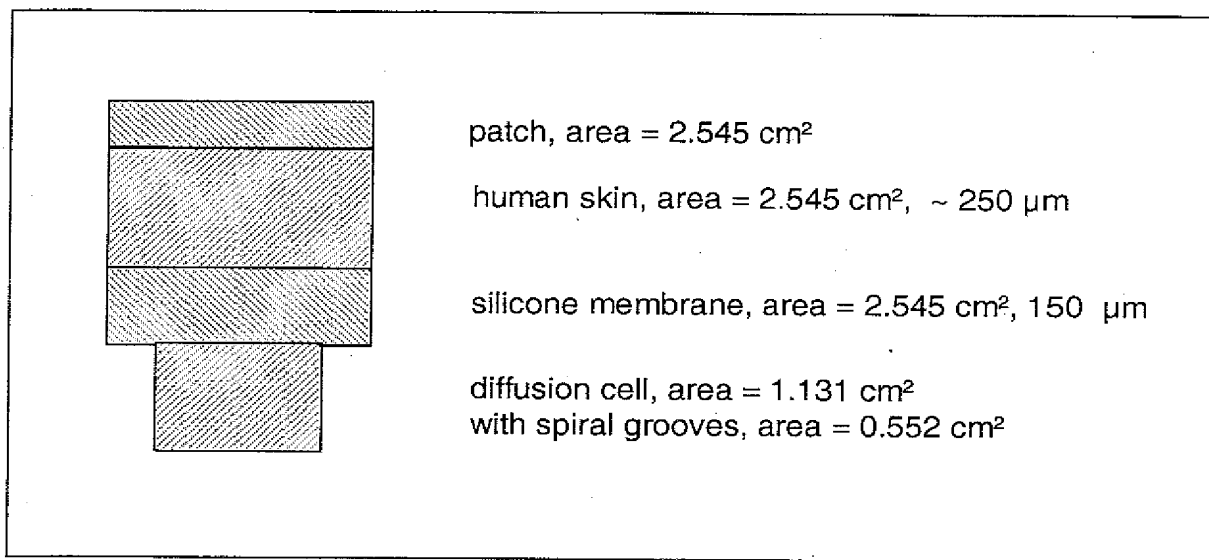 patch, area = 2.545 cm²
human skin, area = 2.545 cm², ~ 250 µm
silicone membrane, area = 2.545 cm², 150 µm
diffusion cell, area = 1.131 cm²
with spiral grooves, area = 0.552 cm²